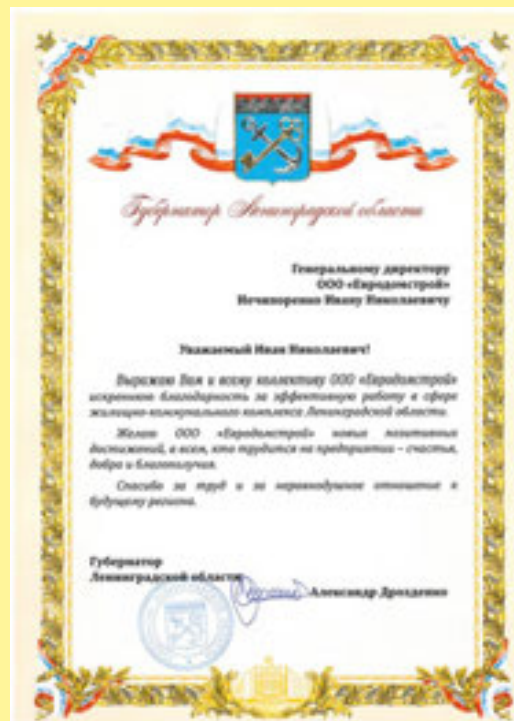 Губернатор Ленинградской области
Генеральному директору
ООО «Евродомстрой»
Нечипоренко Ивану Николаевичу
Уважаемый Иван Николаевич!
Выражаю Вам и всему коллективу ООО «Евродомстрой»
искреннюю благодарность за эффективную работу в сфере
жилищно-коммунального комплекса Ленинградской области.
Желаю ООО «Евродомстрой» новых позитивных
достижений, а всем, кто трудится на предприятии – счастья,
добра и благополучия.
Спасибо за труд и за неравнодушное отношение к
будущему региона.
Губернатор
Ленинградской области
Александр Дрозденко